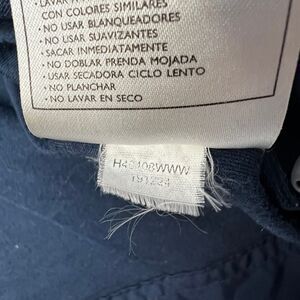 • LAVAR
CON COLORES SIMILARES
• NO USAR BLANQUEADORES
• NO USAR SUAVIZANTES
• SACAR INMEDIATAMENTE
• NO DOBLAR PRENDA MOJADA
• USAR SECADORA CICLO LENTO
• NO PLANCHAR
• NO LAVAR EN SECO